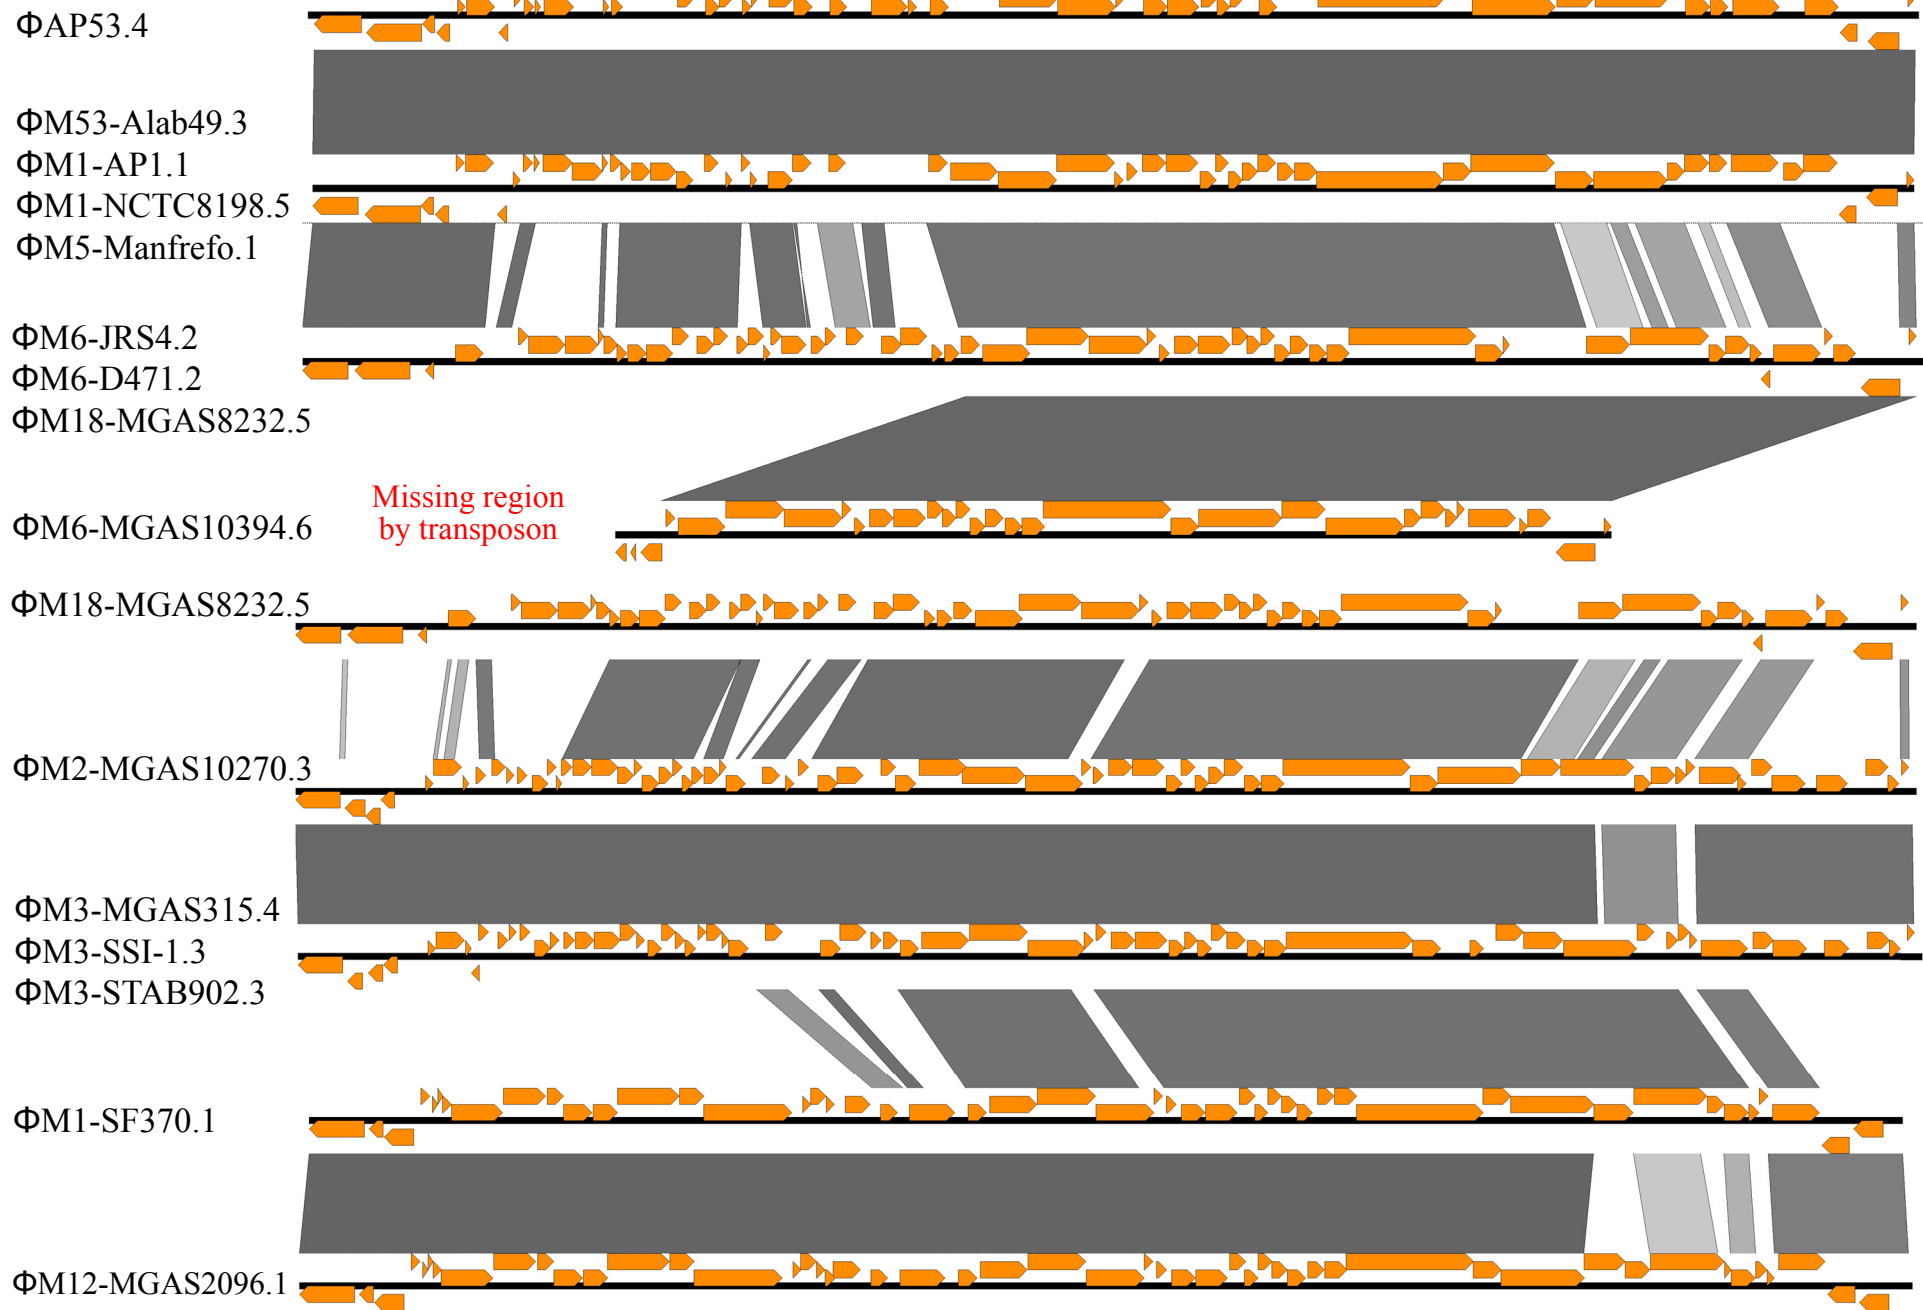 ΦAP53.4
ΦM53-Alab49.3
ΦM1-AP1.1
ΦM1-NCTC8198.5
ΦM5-Manfrefo.1
ΦM6-JRS4.2
ΦM6-D471.2
ΦM18-MGAS8232.5
Missing region
by transposon
ΦM6-MGAS10394.6
ΦM18-MGAS8232.5
ΦM2-MGAS10270.3
ΦM3-MGAS315.4
ΦM3-SSI-1.3
ΦM3-STAB902.3
ΦM1-SF370.1
ΦM12-MGAS2096.1